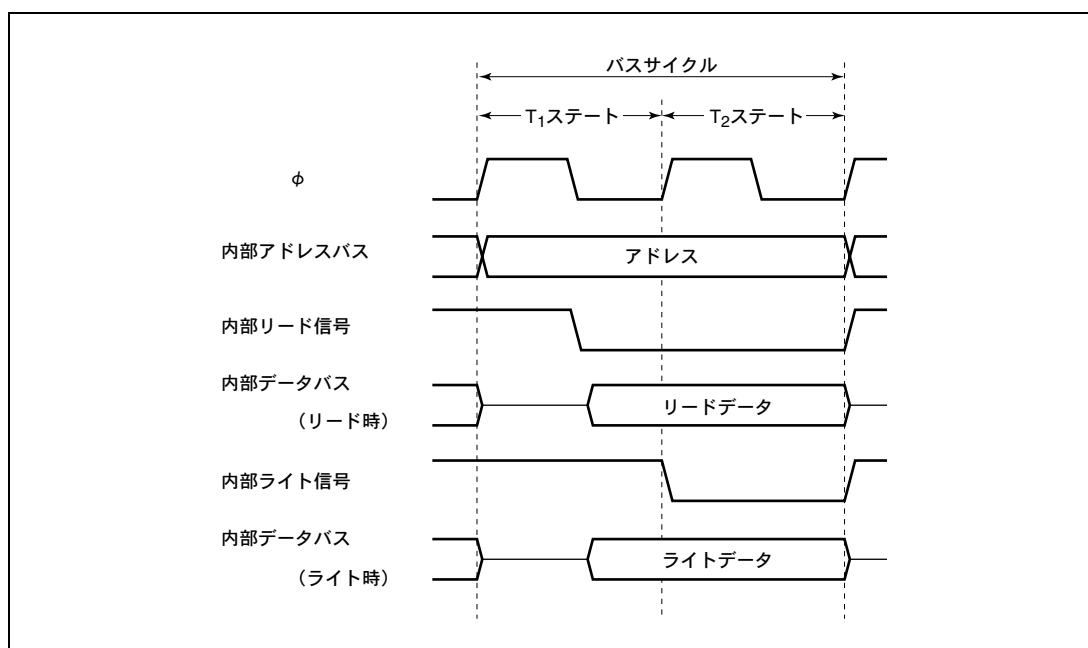 バスサイクル
T₁ステート T₂ステート
φ
内部アドレスバス アドレス
内部リード信号
内部データバス
(リード時) リードデータ
内部ライト信号
内部データバス
(ライト時) ライトデータ